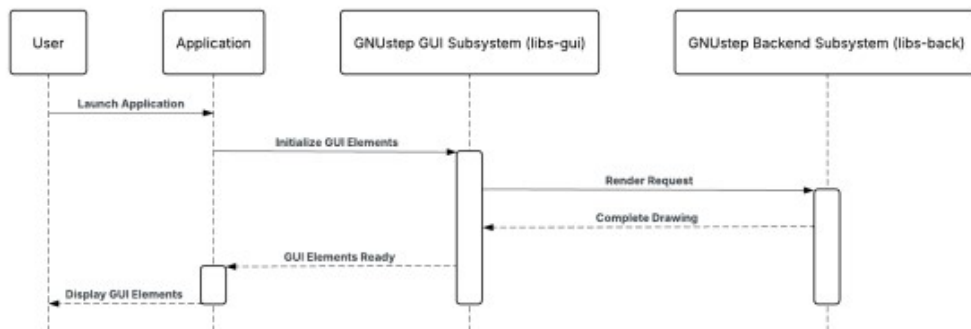 User
Application
GNUstep GUI Subsystem (libs-gui)
GNUstep Backend Subsystem (libs-back)
Launch Application
Initialize GUI Elements
Render Request
Complete Drawing
GUI Elements Ready
Display GUI Elements